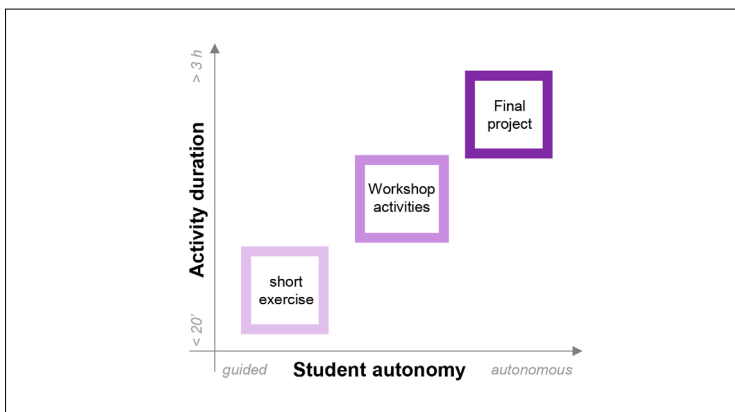 > 3 h
Activity duration
< 20'
Final
project
Workshop
activities
short
exercise
guided
Student autonomy
autonomous